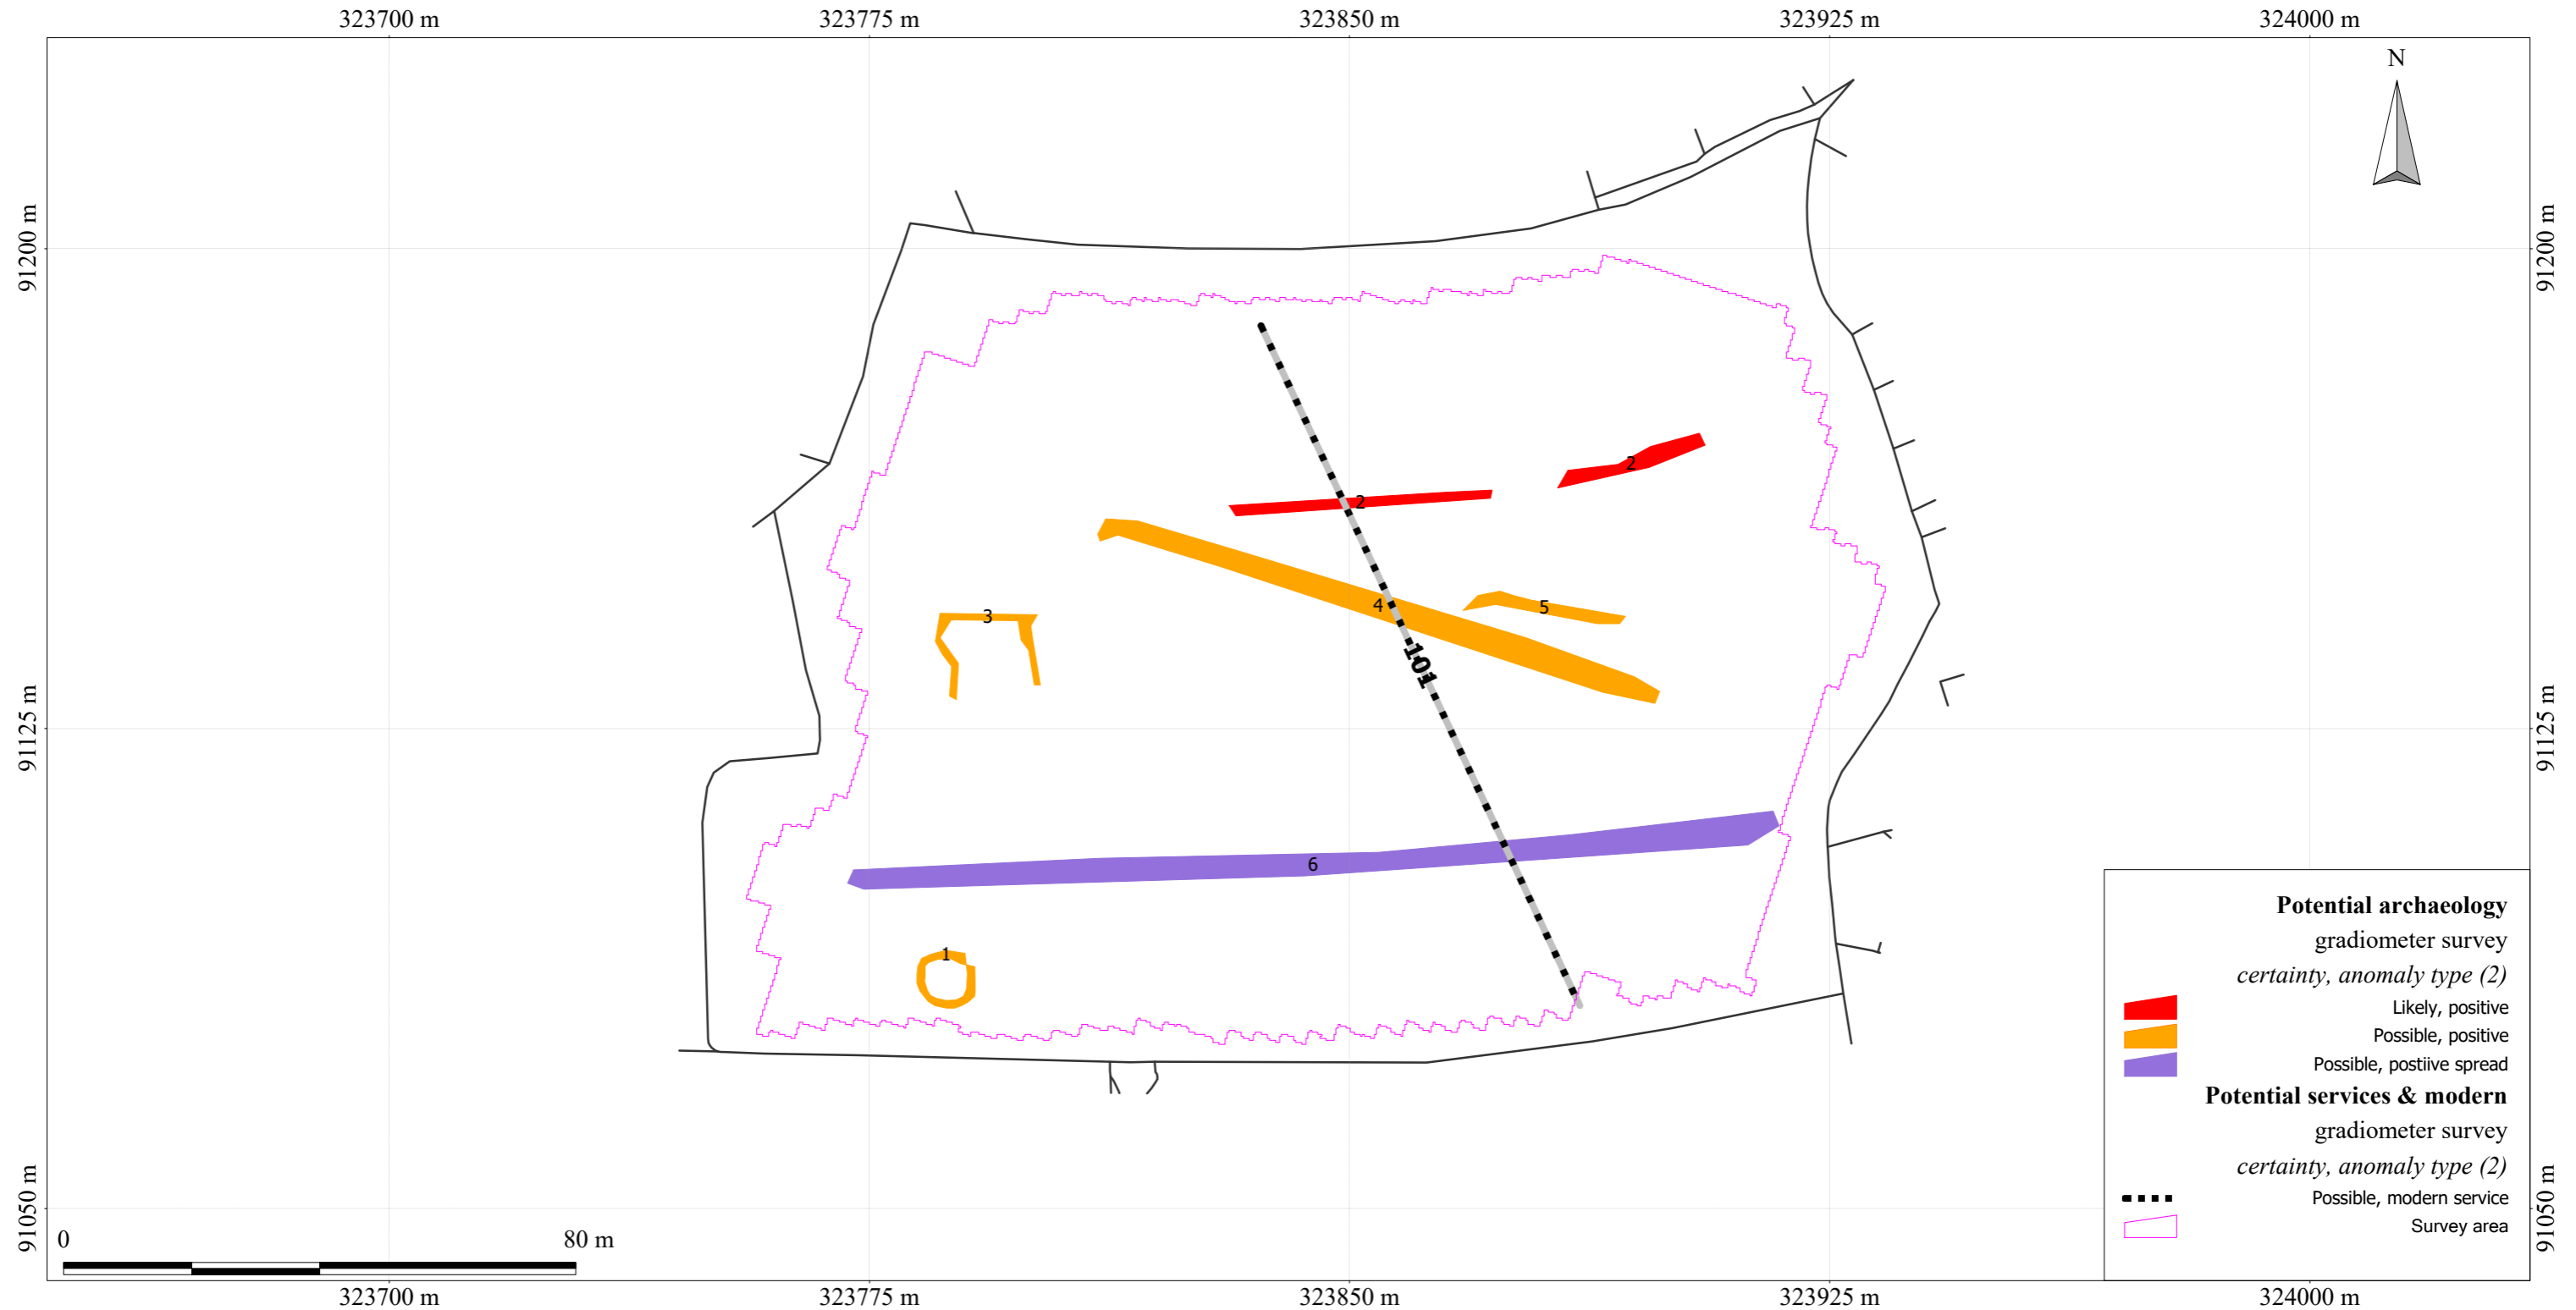 323700 m
323775 m
323850 m
323925 m
324000 m
N
91200 m
91200 m
2
2
4
5
3
101
91125 m
91125 m
6
1
Potential archaeology
gradiometer survey
certainty, anomaly type (2)
Likely, positive
Possible, positive
Possible, postiive spread
Potential services & modern
gradiometer survey
certainty, anomaly type (2)
Possible, modern service
Survey area
91050 m
91050 m
0
80 m
323700 m
323775 m
323850 m
323925 m
324000 m